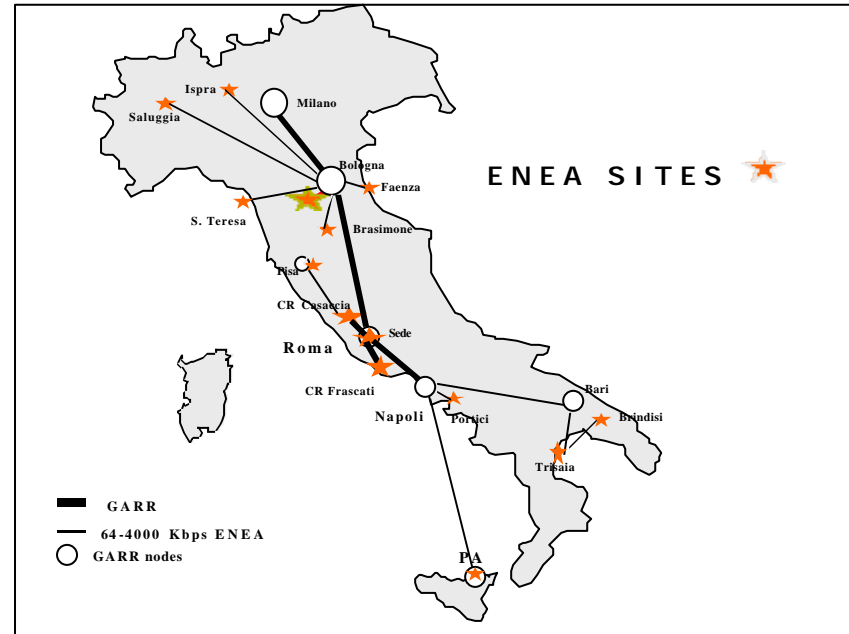 Ispra
Saluggia
Milano
Bologna
ENEA SITES
Faenza
S. Teresa
Brasimone
Pisa
CR Casaccia
Sede
Roma
CR Frascati
Bari
Napoli
Portici
Brindisi
Trisaia
GARR
64-4000 Kbps ENEA
GARR nodes
PA